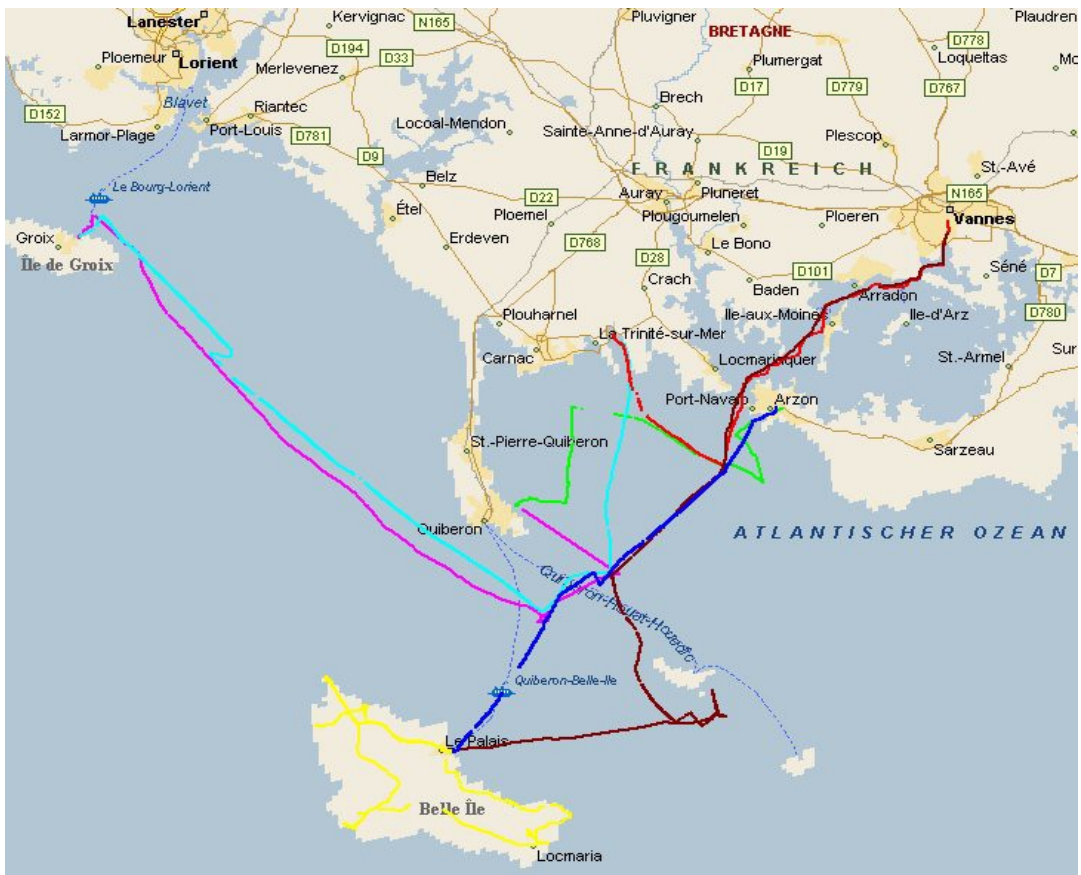 Lanester
Kervignac
N165
Pluvigner
BRETAGNE
Plaudren
D194
D33
Ploemeur
Lorient
Merlevenez
Plumergat
D778
Loqueltas
D17
D779
D767
Blavet
Riantec
Brech
D152
Larmor-Plage
Port-Louis
D781
Locoal-Mendon
Sainte-Anne-d'Auray
Plescop
D9
D19
St.-Avé
FRANKREICH
Le Bourg-Lorient
Belz
D22
Auray
Pluneret
N165
Étel
Ploemel
Plougoumelen
Ploeren
Vannes
Groix
Erdeven
D768
Le Bono
Île de Groix
D28
D101
Séné
D7
Crach
Baden
Arradon
D780
Plouharnel
La Trinité-sur-Mer
Ile-aux-Moines
Ile-d'Arz
Carnac
Locmariaquer
St.-Armel
Sur
Port-Navalo
Arzon
St.-Pierre-Quiberon
Sarzeau
Quiberon
ATLANTISCHER OZEAN
Quiberon-Houat-Hoedic
Quiberon-Belle-Ile
Le Palais
Belle Île
Locmaria